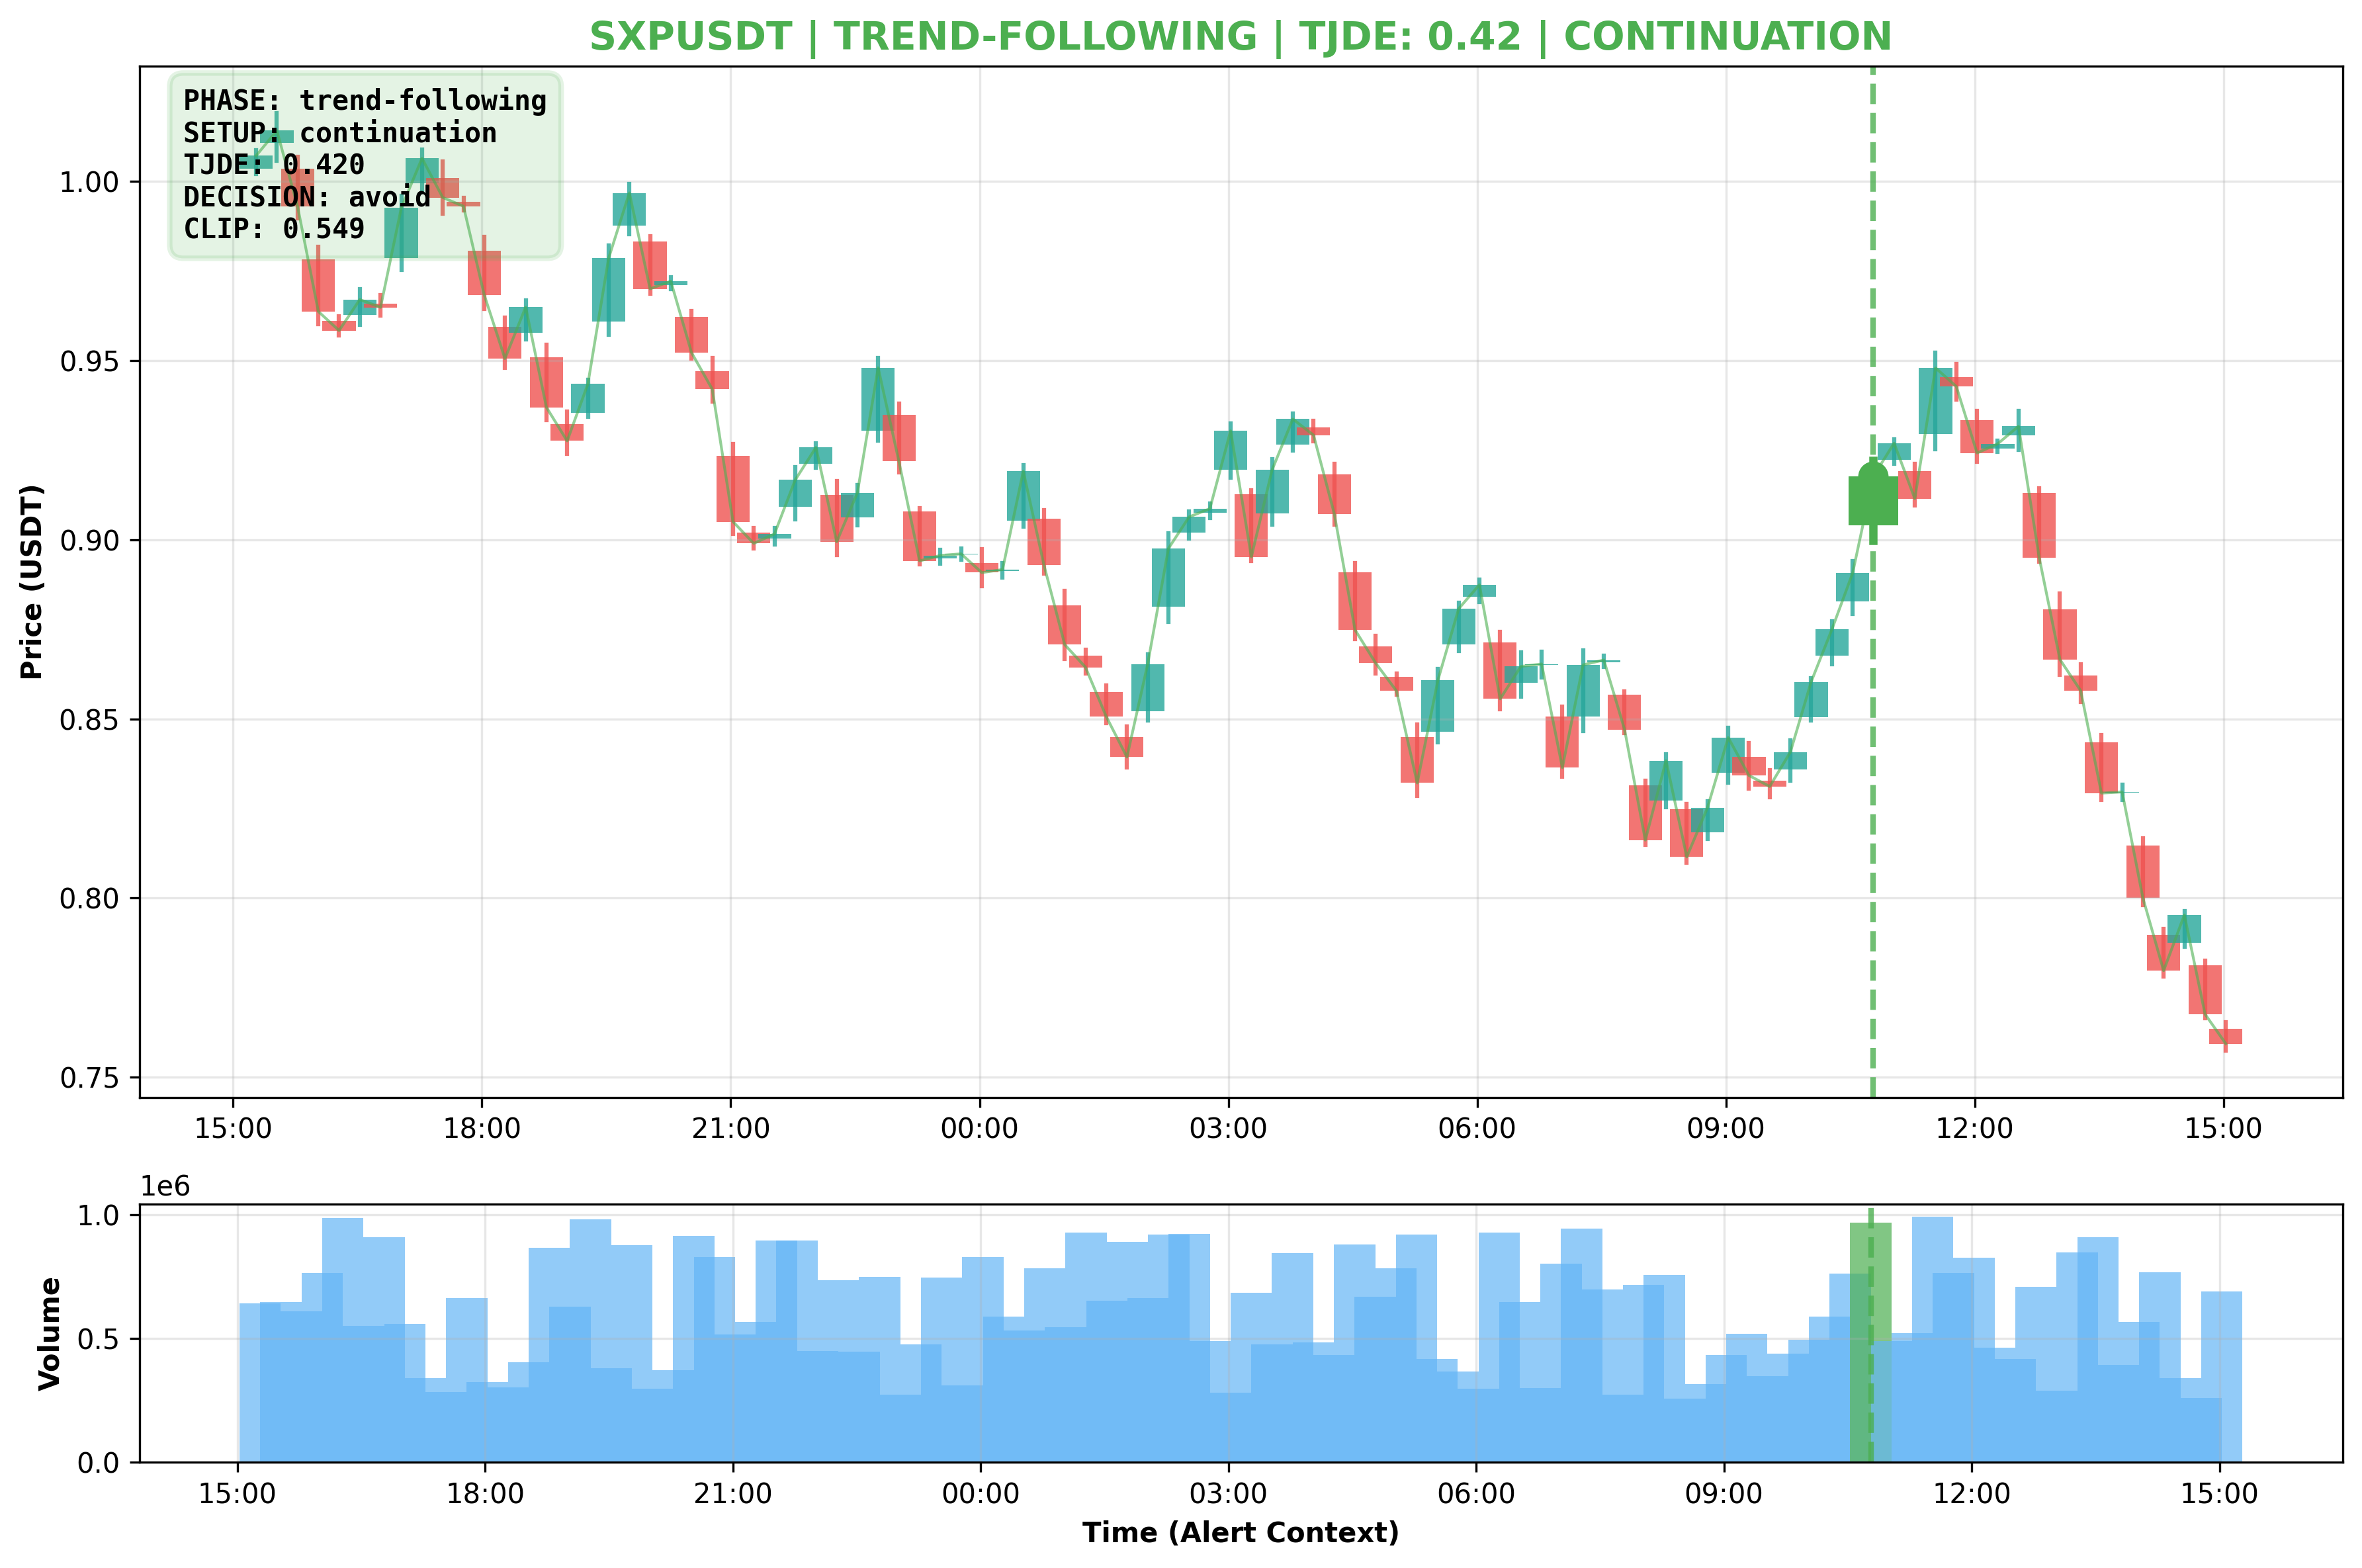 SXPUSDT | TREND-FOLLOWING | TJDE: 0.42 | CONTINUATION
PHASE: trend-following
SETUP: continuation
TJDE: 0.420
DECISION: avoid
CLIP: 0.549
Price (USDT)
1.00
0.95
0.90
0.85
0.80
0.75
15:00 18:00 21:00 00:00 03:00 06:00 09:00 12:00 15:00
1e6
Volume
1.0
0.5
0.0
15:00 18:00 21:00 00:00 03:00 06:00 09:00 12:00 15:00
Time (Alert Context)